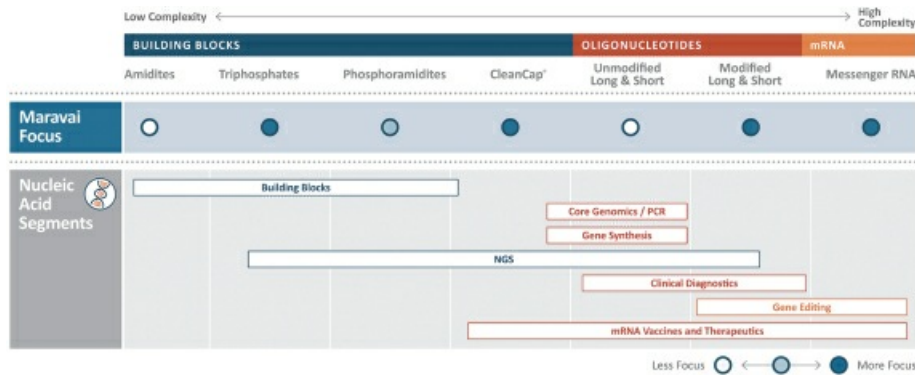 Low Complexity
High
Complexity
BUILDING BLOCKS OLIGONUCLEOTIDES mRNA
Amidites Triphosphates Phosphoramidites CleanCap® Unmodified Long & Short Modified Long & Short Messenger RNA
Maravai
Focus
Nucleic
Acid
Segments
Building Blocks
Core Genomics / PCR
Gene Synthesis
NGS
Clinical Diagnostics
Gene Editing
mRNA Vaccines and Therapeutics
Less Focus More Focus